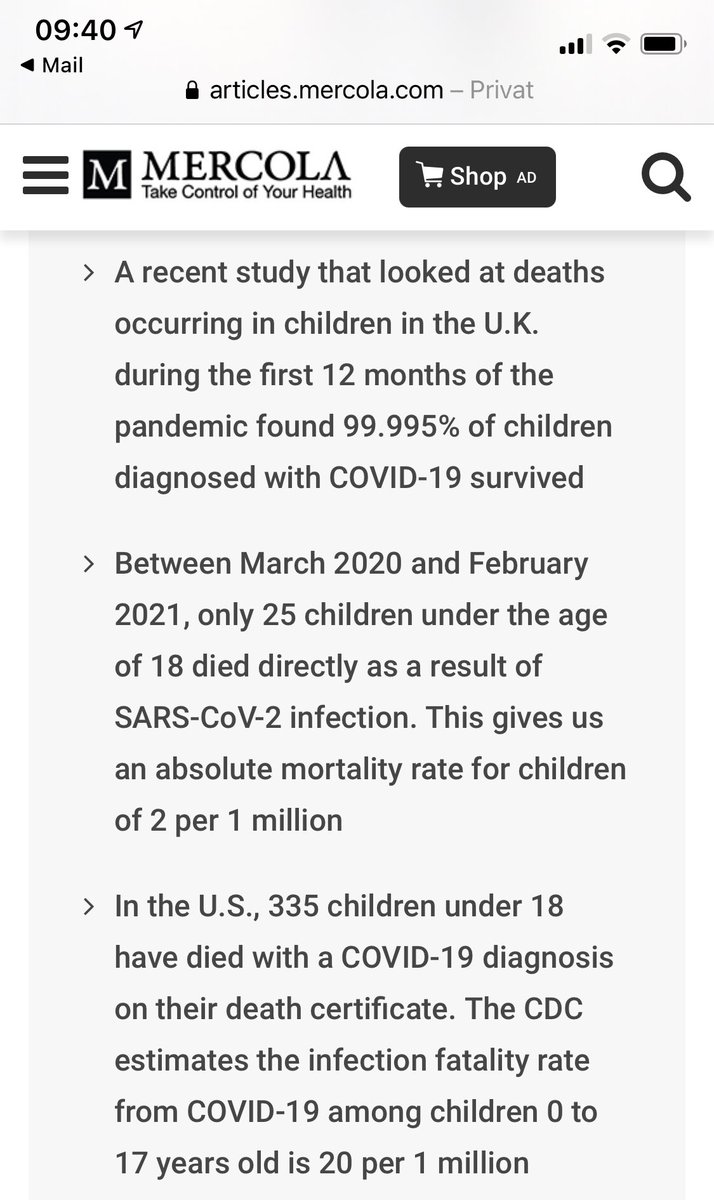 09:40
◀ Mail
articles.mercola.com – Privat
M MERCOLA
Take Control of Your Health
Shop AD
> A recent study that looked at deaths
occurring in children in the U.K.
during the first 12 months of the
pandemic found 99.995% of children
diagnosed with COVID-19 survived
> Between March 2020 and February
2021, only 25 children under the age
of 18 died directly as a result of
SARS-CoV-2 infection. This gives us
an absolute mortality rate for children
of 2 per 1 million
> In the U.S., 335 children under 18
have died with a COVID-19 diagnosis
on their death certificate. The CDC
estimates the infection fatality rate
from COVID-19 among children 0 to
17 years old is 20 per 1 million